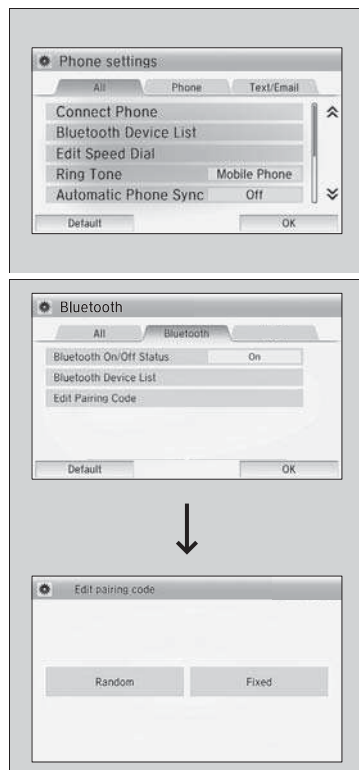 Phone settings
All Phone Text/Email
Connect Phone
Bluetooth Device List
Edit Speed Dial
Ring Tone Mobile Phone
Automatic Phone Sync Off
Default OK
Bluetooth
All Bluetooth
Bluetooth On/Off Status On
Bluetooth Device List
Edit Pairing Code
Default OK
Edit pairing code
Random Fixed